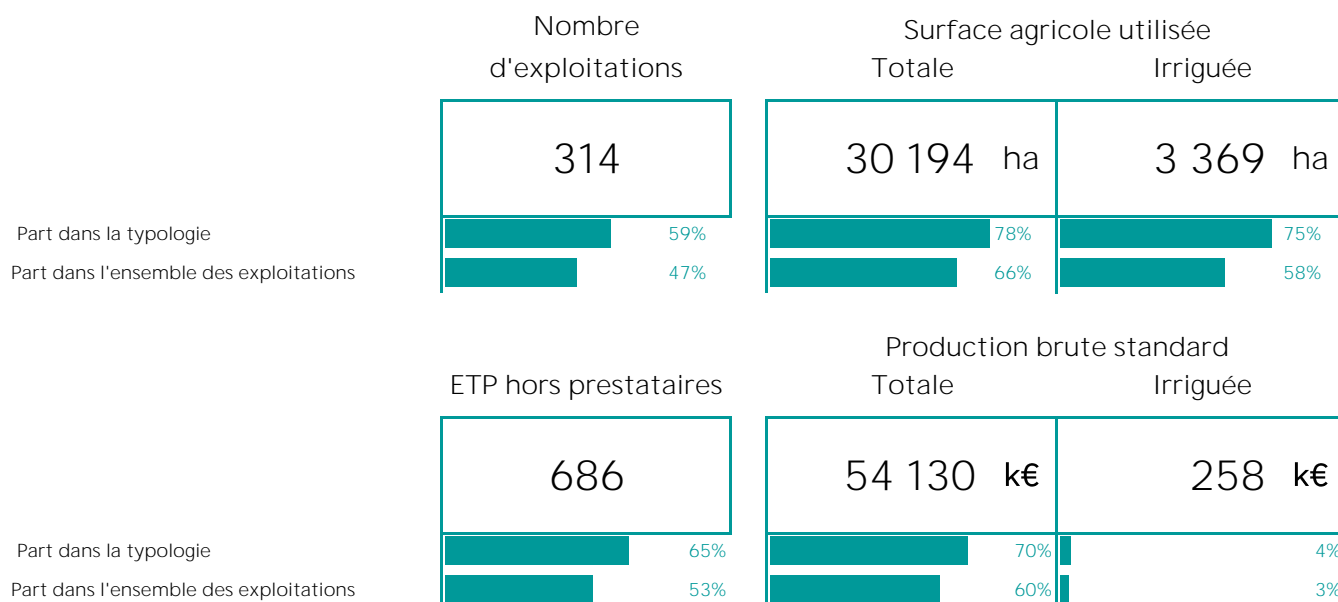 Nombre
d'exploitations
Surface agricole utilisée
Totale Irriguée
314 30 194 ha 3 369 ha
Part dans la typologie 59% 78% 75%
Part dans l'ensemble des exploitations 47% 66% 58%
Production brute standard
ETP hors prestataires Totale Irriguée
686 54 130 k€ 258 k€
Part dans la typologie 65% 70% 4%
Part dans l'ensemble des exploitations 53% 60% 3%